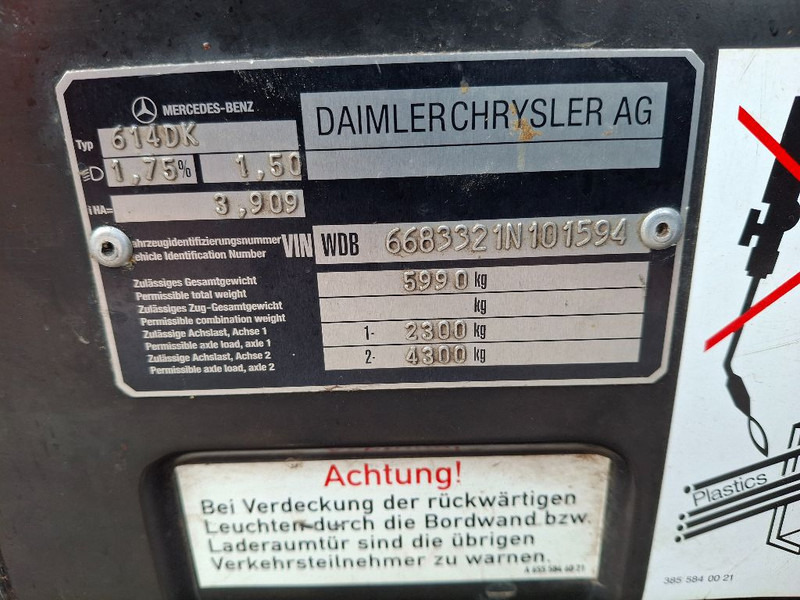 MERCEDES-BENZ
DAIMLERCHRYSLER AG
Typ 614DK
1,75% 1,50
iHA= 3,909
Fahrzeugidentifizierungsnummer
Vehicle Identification Number
VIN WDB 6683321N101594
Zulässiges Gesamtgewicht
Permissible total weight
5990 kg
Zulässiges Zug-Gesamtgewicht
Permissible combination weight
kg
Zulässige Achslast, Achse 1
Permissible axle load, axle 1
1- 2300 kg
Zulässige Achslast, Achse 2
Permissible axle load, axle 2
2- 4300 kg
Achtung!
Bei Verdeckung der rückwärtigen
Leuchten durch die Bordwand bzw.
Laderaumtür sind die übrigen
Verkehrsteilnehmer zu warnen.
Plastics
385 584 00 21